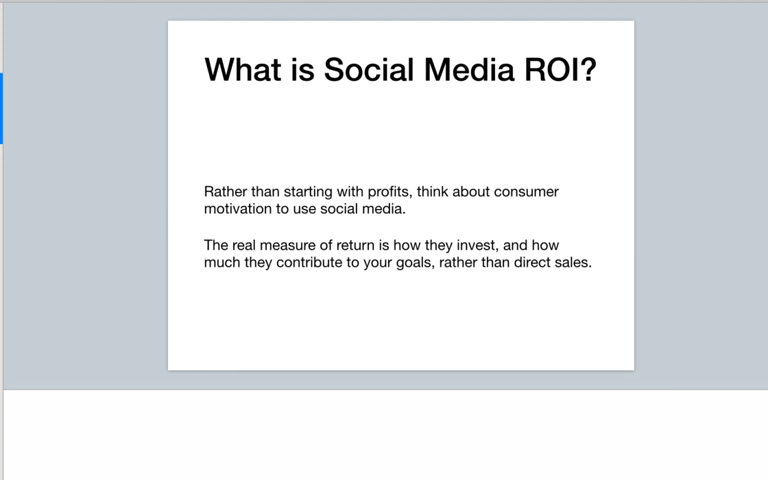 What is Social Media ROI?
Rather than starting with profits, think about consumer
motivation to use social media.
The real measure of return is how they invest, and how
much they contribute to your goals, rather than direct sales.